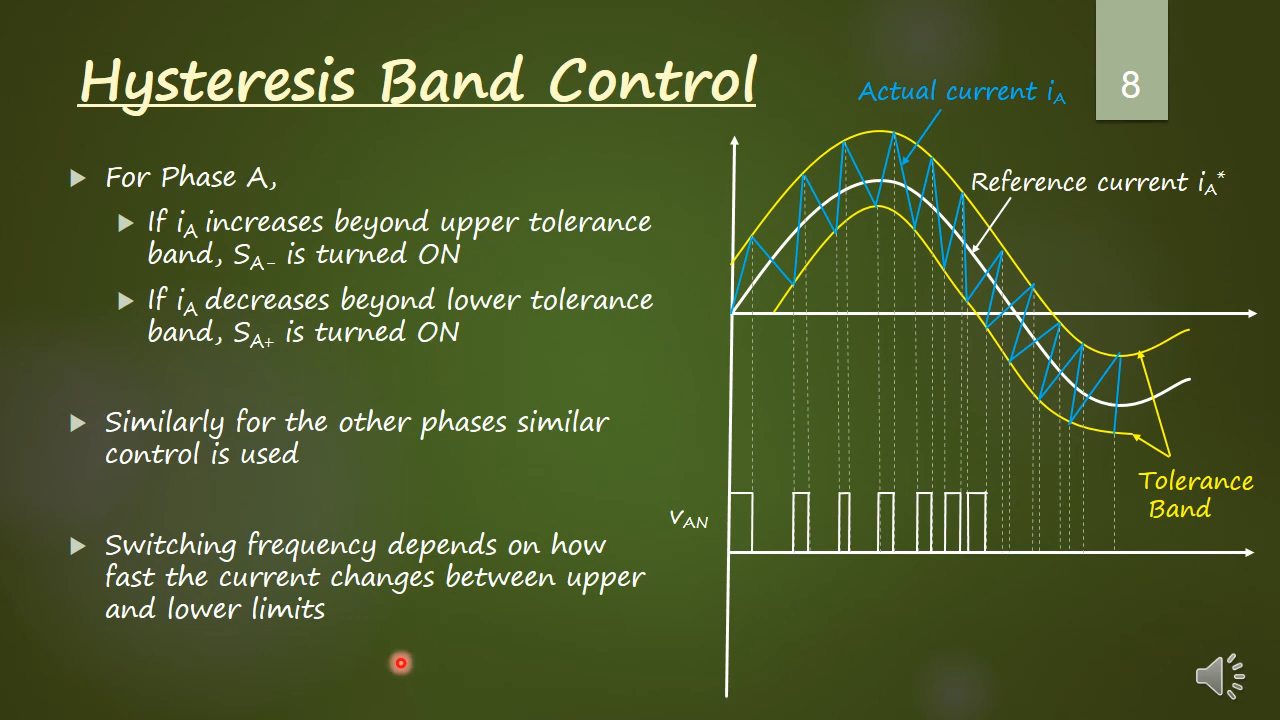 Hysteresis Band Control
8
For Phase A,
If iA increases beyond upper tolerance
band, SA− is turned ON
If iA decreases beyond lower tolerance
band, SA+ is turned ON
Similarly for the other phases similar
control is used
Switching frequency depends on how
fast the current changes between upper
and lower limits
Actual current iA
Reference current iA*
Tolerance
Band
vAN